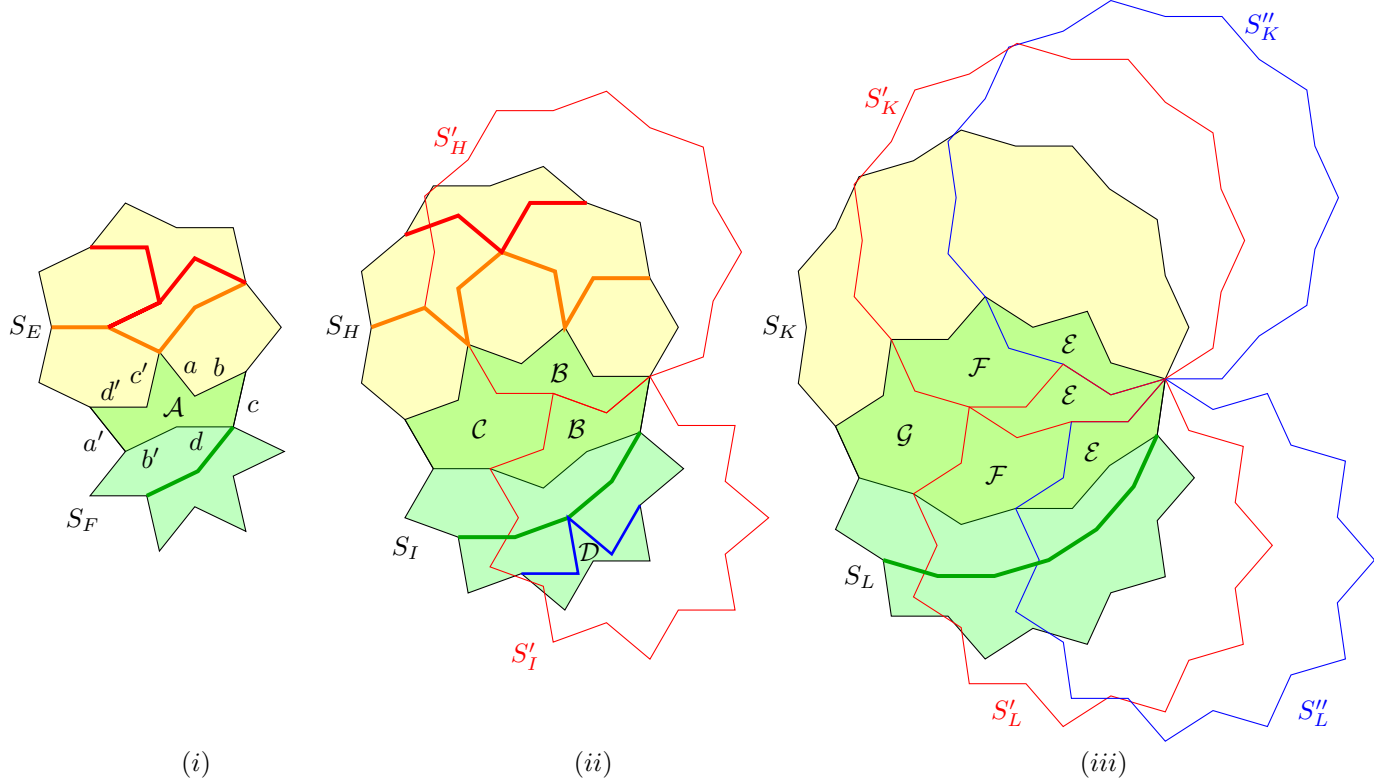 S''_K
S'_K
S'_H
S_E
a
b
c'
d'
A
c
a'
b'
d
S_F
S_H
B
C
B
D
S_I
S'_I
S_K
E
F
E
G
E
F
S_L
S'_L
S''_L
(i)
(ii)
(iii)